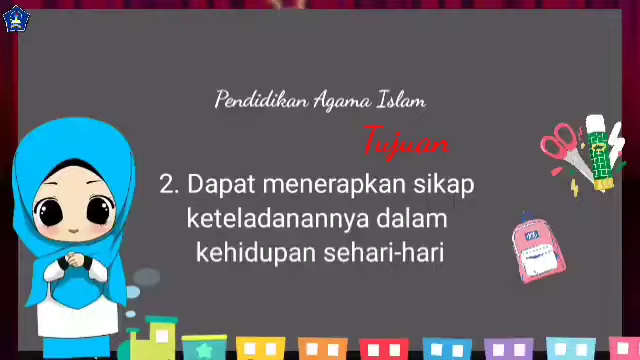 Pendidikan Agama Islam
Tujuan
2. Dapat menerapkan sikap
keteladanannya dalam
kehidupan sehari-hari